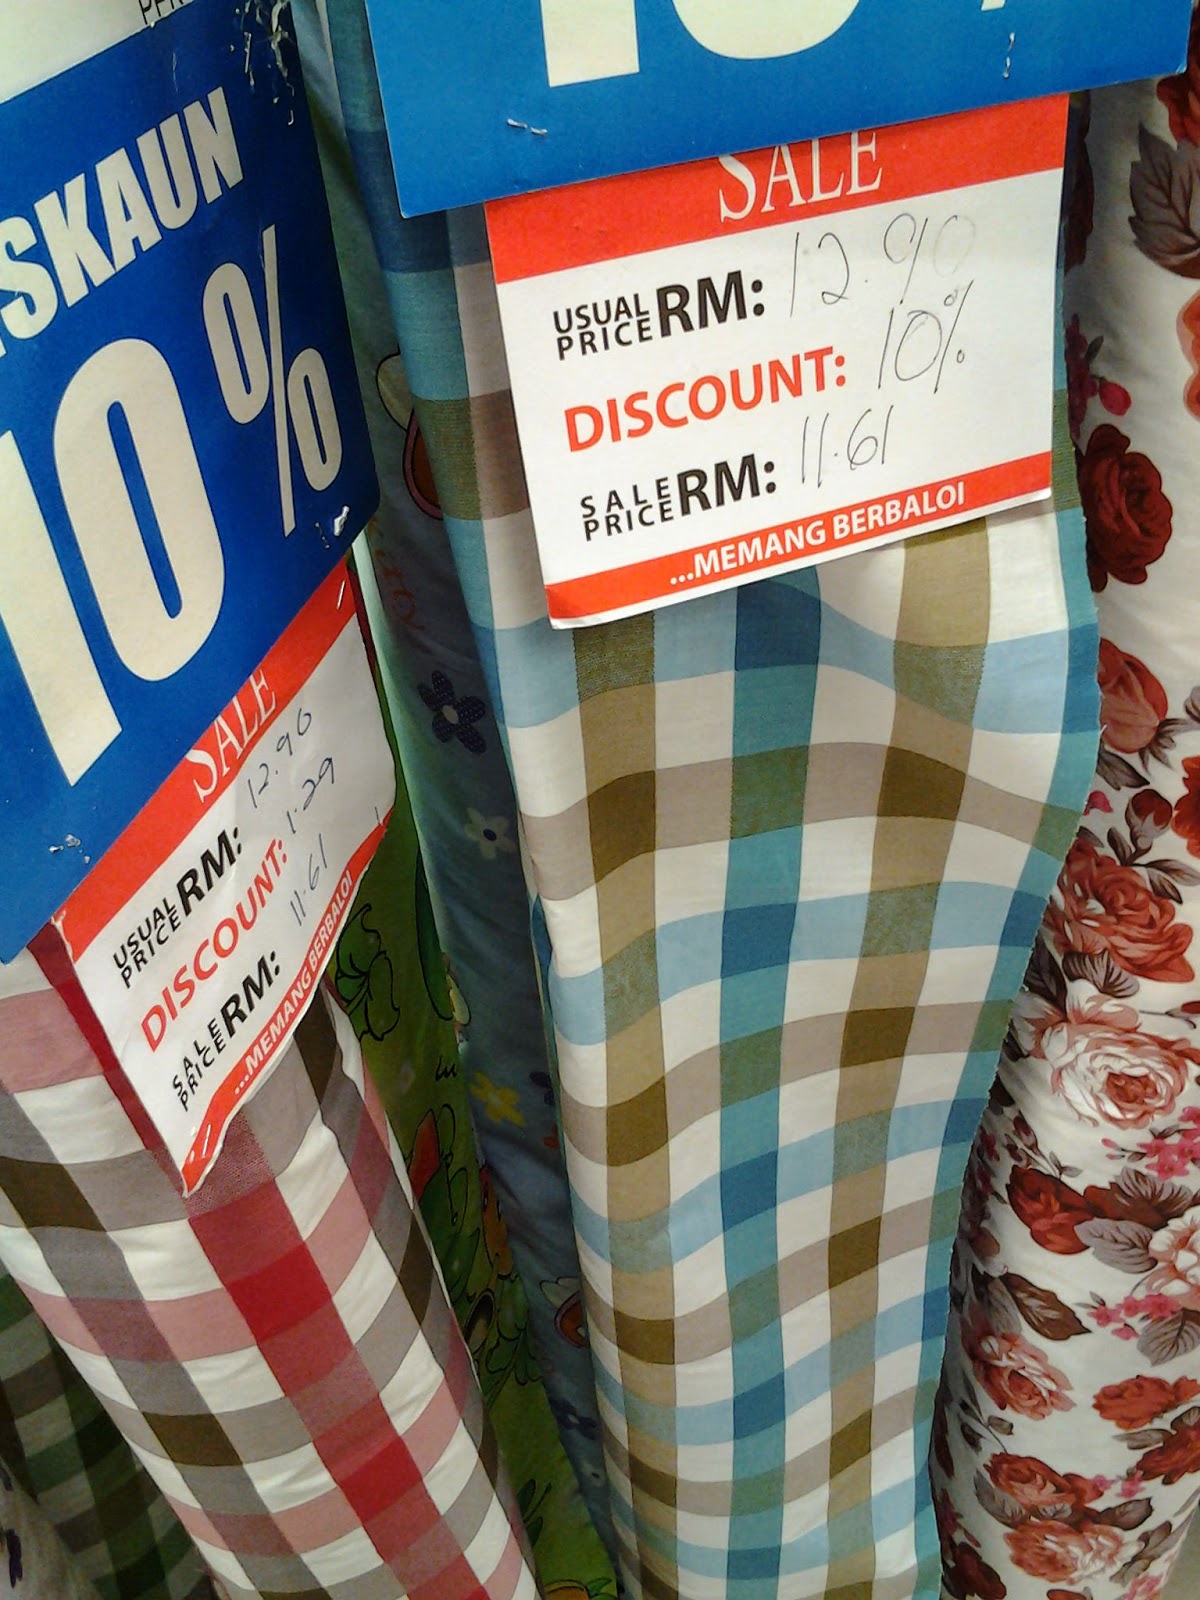 SKAUN
10%
SALE
USUAL PRICE RM: 12.90
DISCOUNT: 1.29
SALE PRICE RM: 11.61
...MEMANG BERBALOI
SALE
USUAL PRICE RM: 12.90
DISCOUNT: 10%
SALE PRICE RM: 11.61
...MEMANG BERBALOI